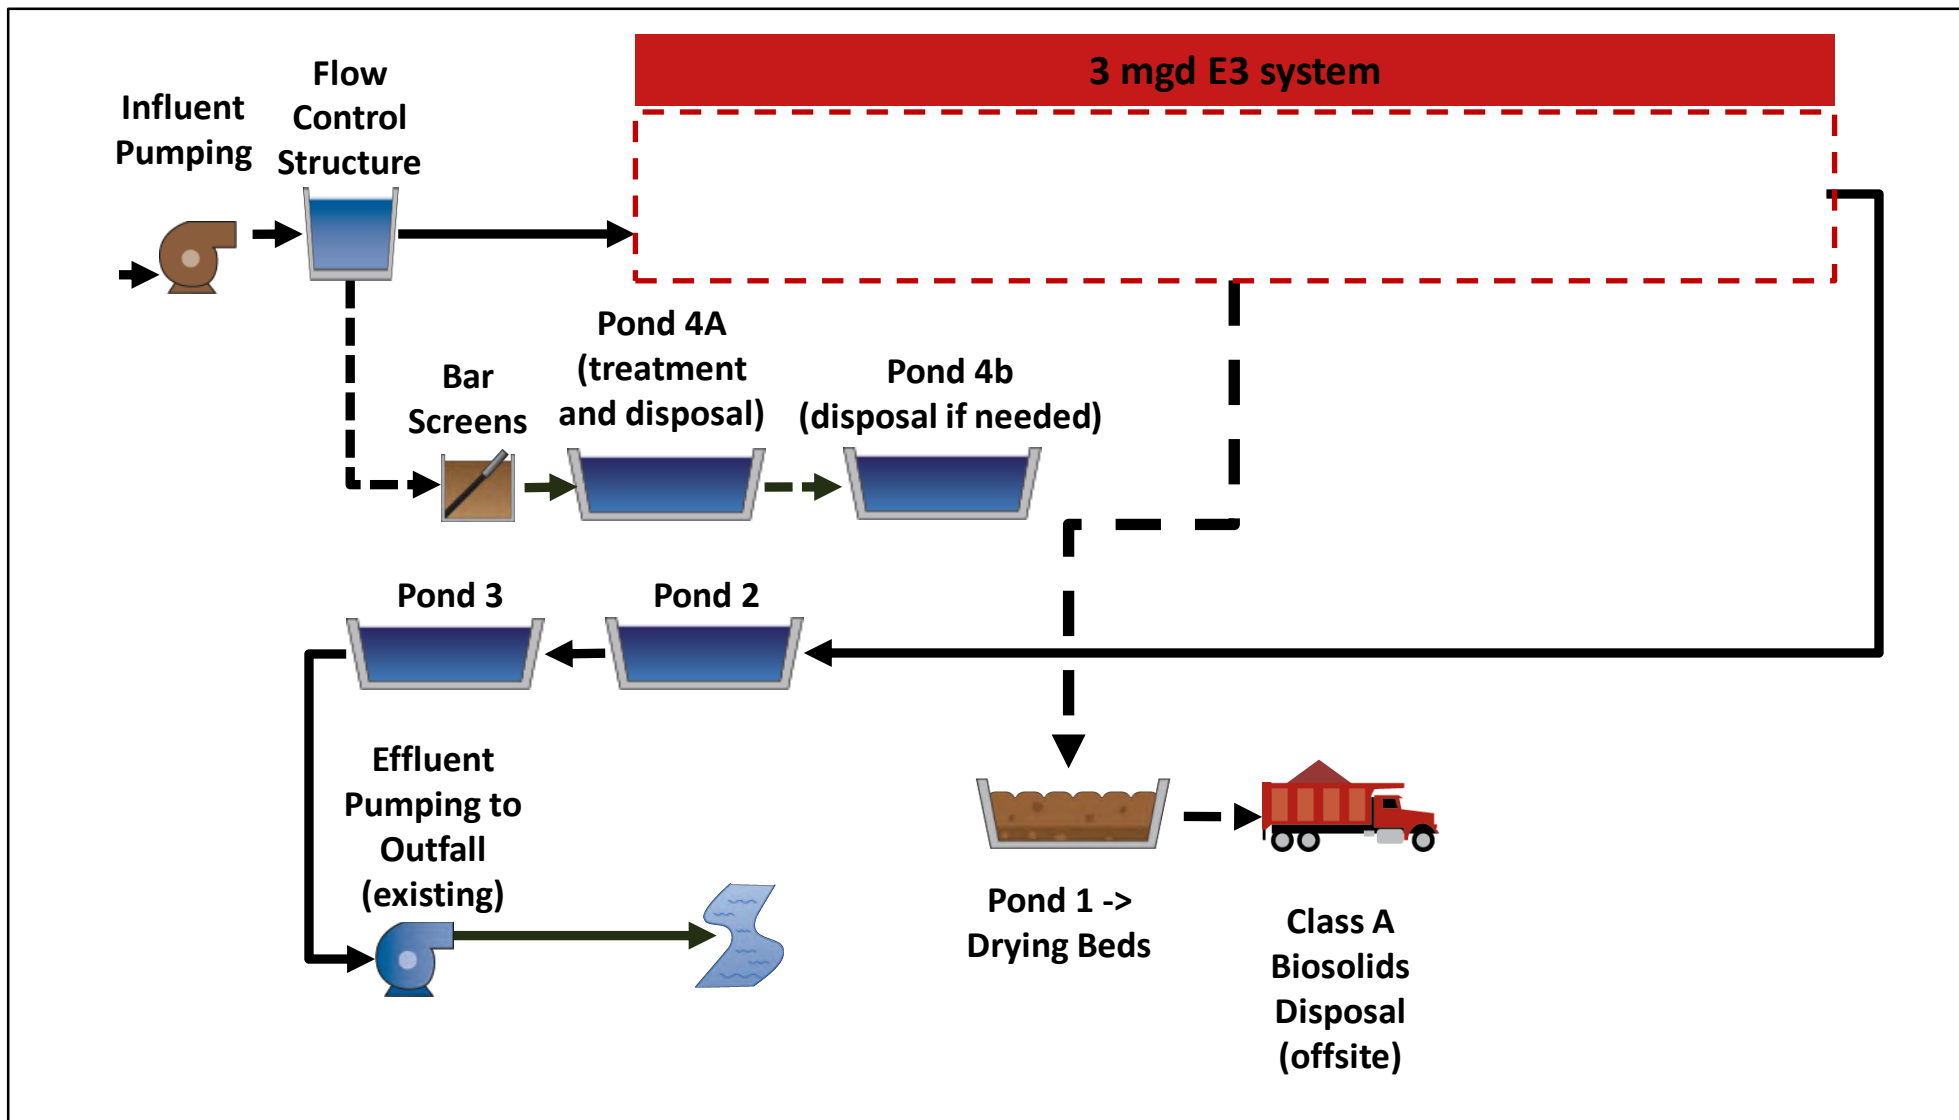 3 mgd E3 system
Influent
Pumping
Flow
Control
Structure
Bar
Screens
Pond 4A
(treatment
and disposal)
Pond 4b
(disposal if needed)
Pond 3
Pond 2
Effluent
Pumping to
Outfall
(existing)
Pond 1 ->
Drying Beds
Class A
Biosolids
Disposal
(offsite)